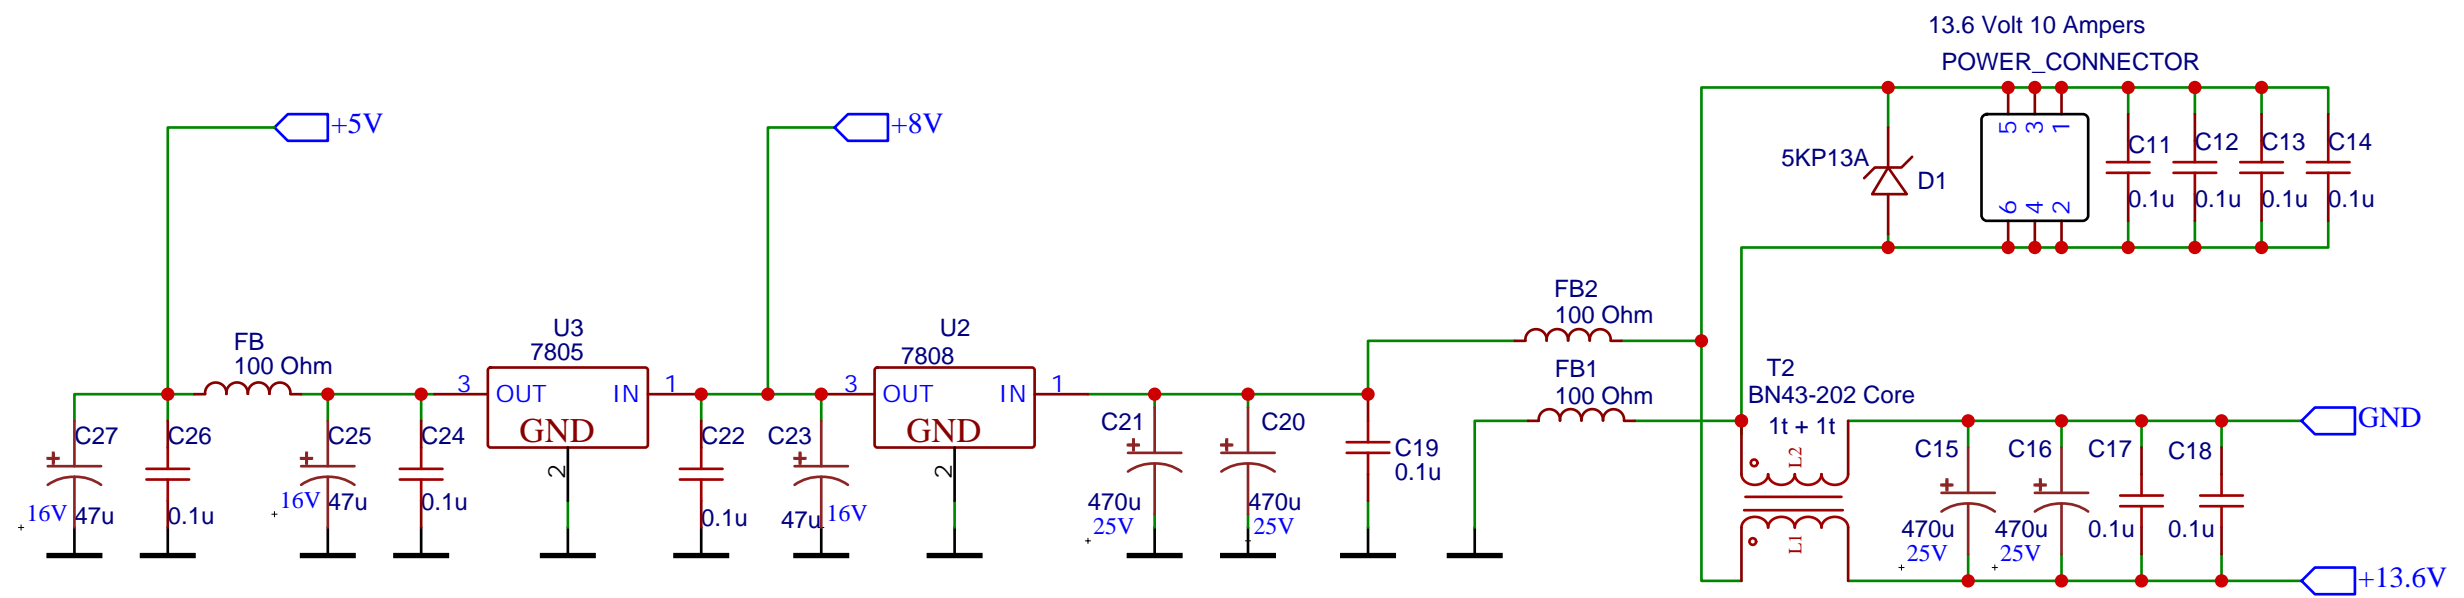 13.6 Volt 10 Ampers
POWER_CONNECTOR
+5V
+8V
5KP13A
D1
5 3 1
6 4 2
C11
0.1u
C12
0.1u
C13
0.1u
C14
0.1u
FB2
100 Ohm
FB1
100 Ohm
FB
100 Ohm
U3
7805
3
OUT
IN
1
GND
2
U2
7808
3
OUT
IN
1
GND
2
T2
BN43-202 Core
1t + 1t
L2
L1
C27
+
16V
47u
C26
0.1u
C25
+
16V
47u
C24
0.1u
C22
0.1u
C23
+
47u
16V
C21
+
470u
25V
C20
+
470u
25V
C19
0.1u
C15
+
470u
25V
C16
+
470u
25V
C17
0.1u
C18
0.1u
GND
+13.6V